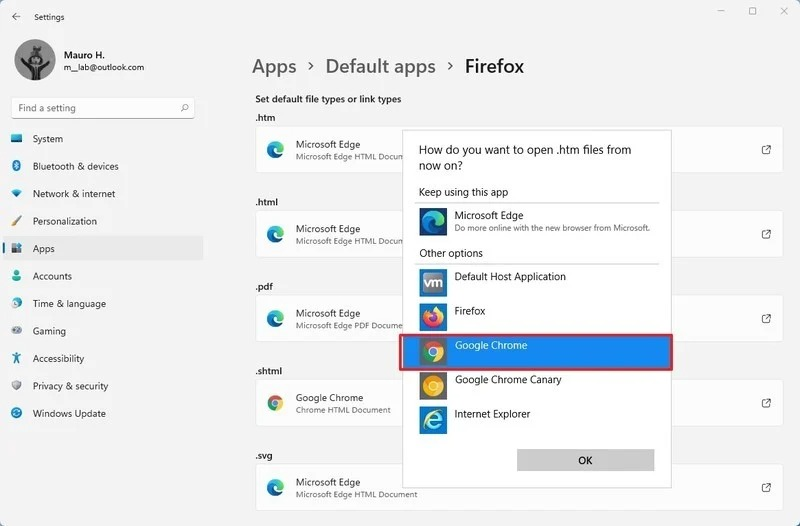 Settings
Mauro H.
m__lab@outlook.com
Find a setting
System
Bluetooth & devices
Network & internet
Personalization
Apps
Accounts
Time & language
Gaming
Accessibility
Privacy & security
Windows Update
Apps > Default apps > Firefox
Set default file types or link types
.htm
Microsoft Edge
Microsoft Edge HTML Docum
.html
Microsoft Edge
Microsoft Edge HTML Docum
.pdf
Microsoft Edge
Microsoft Edge PDF Docume
.shtml
Google Chrome
Chrome HTML Document
.svg
Microsoft Edge
Microsoft Edge HTML Document
How do you want to open .htm files from
now on?
Keep using this app
Microsoft Edge
Do more online with the new browser from Microsoft.
Other options
vm
Default Host Application
Firefox
Google Chrome
Google Chrome Canary
Internet Explorer
OK